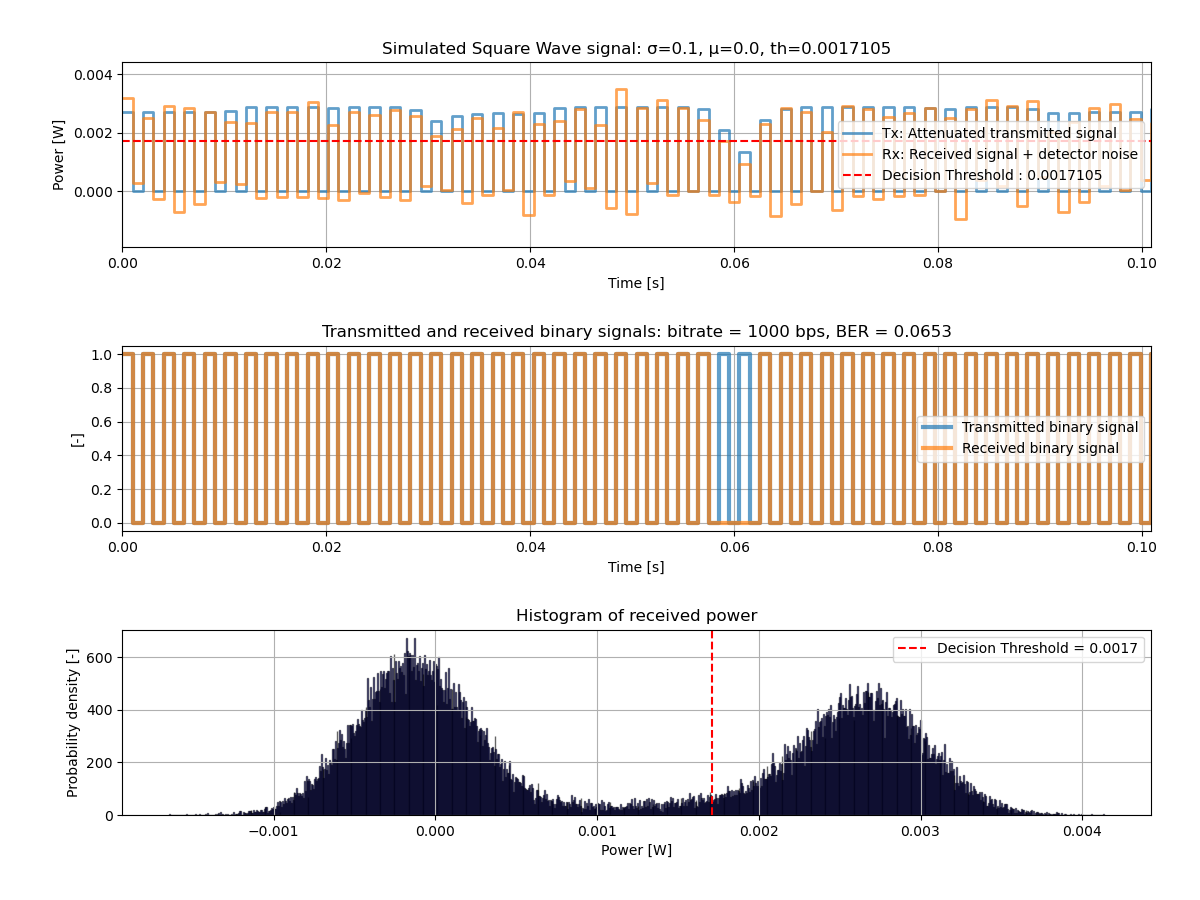 Simulated Square Wave signal: σ=0.1, μ=0.0, th=0.0017105
Power [W]
0.004
0.002
0.000
Tx: Attenuated transmitted signal
Rx: Received signal + detector noise
Decision Threshold : 0.0017105
0.00 0.02 0.04 0.06 0.08 0.10
Time [s]
Transmitted and received binary signals: bitrate = 1000 bps, BER = 0.0653
[-]
1.0
0.8
0.6
0.4
0.2
0.0
Transmitted binary signal
Received binary signal
0.00 0.02 0.04 0.06 0.08 0.10
Time [s]
Histogram of received power
Probability density [-]
600
400
200
0
Decision Threshold = 0.0017
−0.001 0.000 0.001 0.002 0.003 0.004
Power [W]